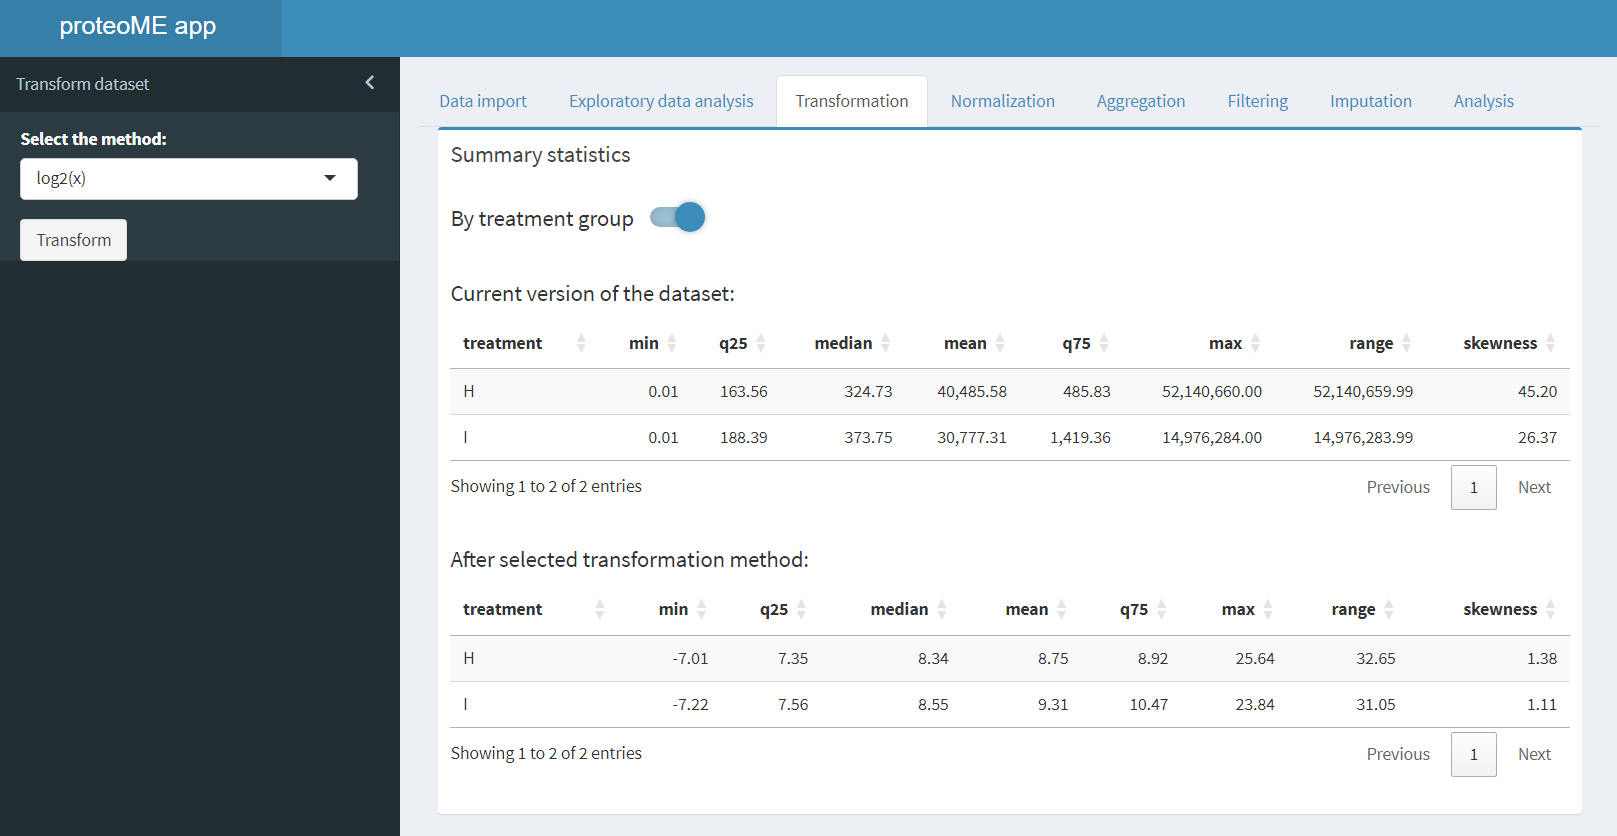 proteoME app
Transform dataset
Select the method:
log2(x)
Transform
Data import Exploratory data analysis Transformation Normalization Aggregation Filtering Imputation Analysis
Summary statistics
By treatment group
Current version of the dataset:
treatment min q25 median mean q75 max range skewness
H 0.01 163.56 324.73 40,485.58 485.83 52,140,660.00 52,140,659.99 45.20
I 0.01 188.39 373.75 30,777.31 1,419.36 14,976,284.00 14,976,283.99 26.37
Showing 1 to 2 of 2 entries Previous 1 Next
After selected transformation method:
treatment min q25 median mean q75 max range skewness
H -7.01 7.35 8.34 8.75 8.92 25.64 32.65 1.38
I -7.22 7.56 8.55 9.31 10.47 23.84 31.05 1.11
Showing 1 to 2 of 2 entries Previous 1 Next